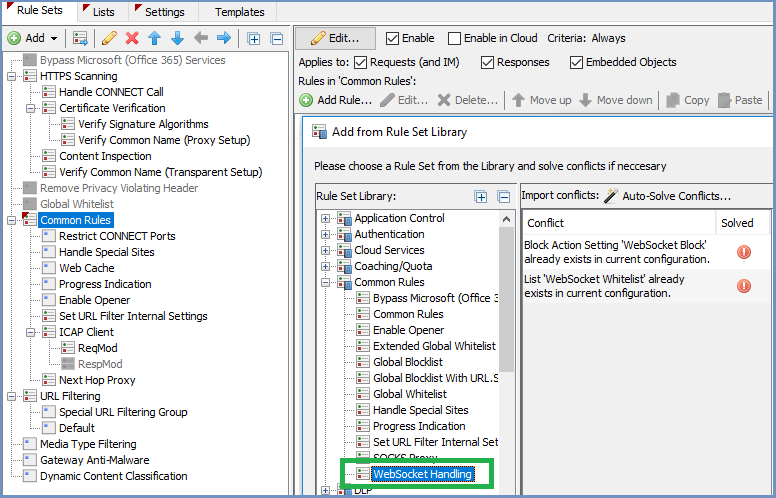 Rule Sets
Lists
Settings
Templates
Add
Bypass Microsoft (Office 365) Services
HTTPS Scanning
Handle CONNECT Call
Certificate Verification
Verify Signature Algorithms
Verify Common Name (Proxy Setup)
Content Inspection
Verify Common Name (Transparent Setup)
Remove Privacy Violating Header
Global Whitelist
Common Rules
Restrict CONNECT Ports
Handle Special Sites
Web Cache
Progress Indication
Enable Opener
Set URL Filter Internal Settings
ICAP Client
ReqMod
RespMod
Next Hop Proxy
URL Filtering
Special URL Filtering Group
Default
Media Type Filtering
Gateway Anti-Malware
Dynamic Content Classification
Edit...
Enable
Enable in Cloud
Criteria: Always
Applies to:
Requests (and IM)
Responses
Embedded Objects
Rules in 'Common Rules':
Add Rule...
Edit...
Delete...
Move up
Move down
Copy
Paste
Add from Rule Set Library
Please choose a Rule Set from the Library and solve conflicts if neccesary
Rule Set Library:
Application Control
Authentication
Cloud Services
Coaching/Quota
Common Rules
Bypass Microsoft (Office 3
Common Rules
Enable Opener
Extended Global Whitelist
Global Blocklist
Global Blocklist With URL.S
Global Whitelist
Handle Special Sites
Progress Indication
Set URL Filter Internal Set
SOCKS Proxy
WebSocket Handling
DLP
Import conflicts:
Auto-Solve Conflicts...
Conflict
Solved
Block Action Setting 'WebSocket Block'
already exists in current configuration.
List 'WebSocket Whitelist' already
exists in current configuration.